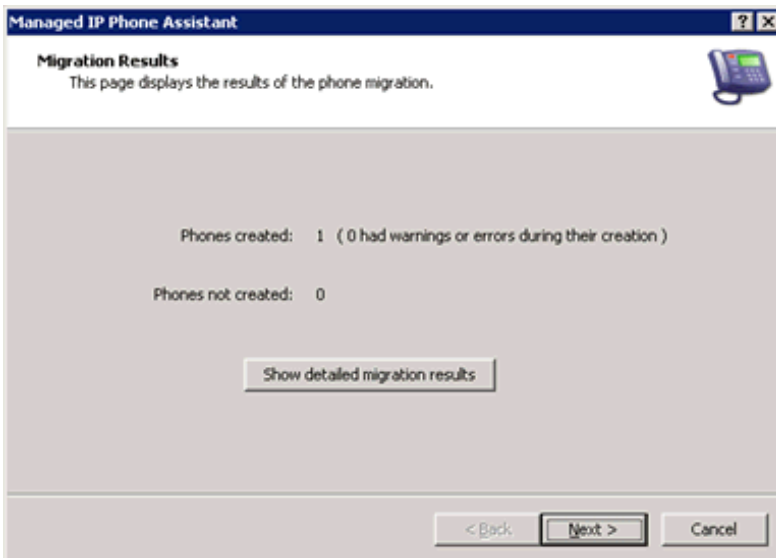 Managed IP Phone Assistant
Migration Results
This page displays the results of the phone migration.
Phones created: 1 ( 0 had warnings or errors during their creation )
Phones not created: 0
Show detailed migration results
< Back Next > Cancel